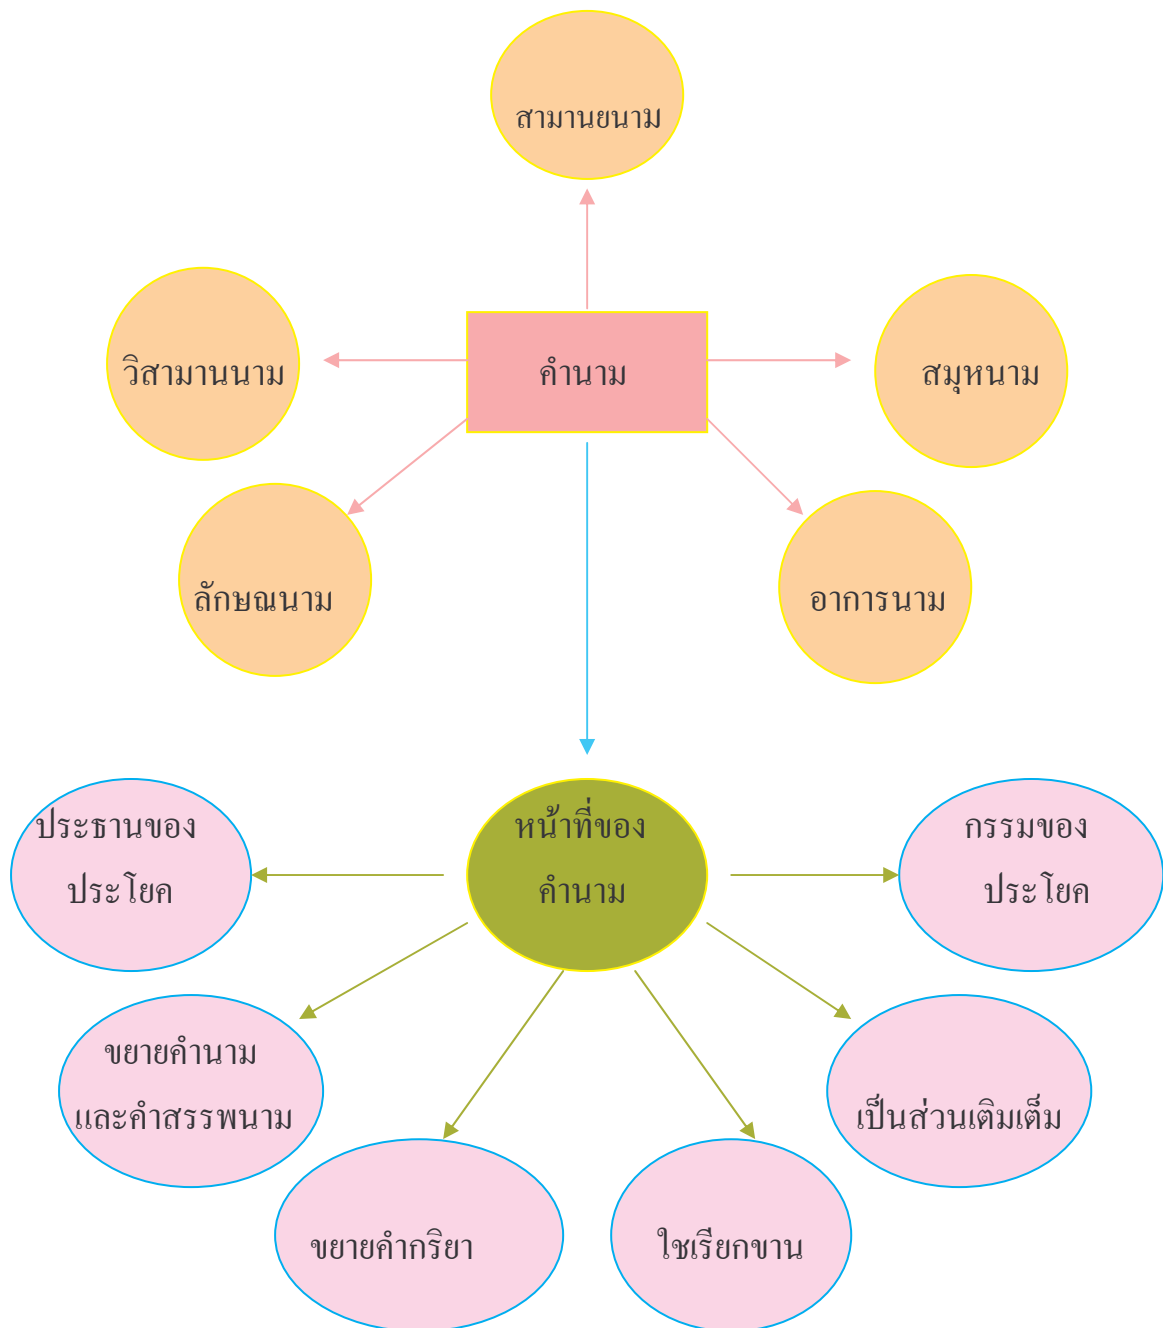 สามานยนาม
วิสามานนาม
คำนาม
สมุหนาม
ลักษณนาม
อาการนาม
ประธานของ
ประโยค
หน้าที่ของ
คำนาม
กรรมของ
ประโยค
ขยายคำนาม
และคำสรรพนาม
เป็นส่วนเติมเต็ม
ขยายคำกริยา
ใชเรียกขาน